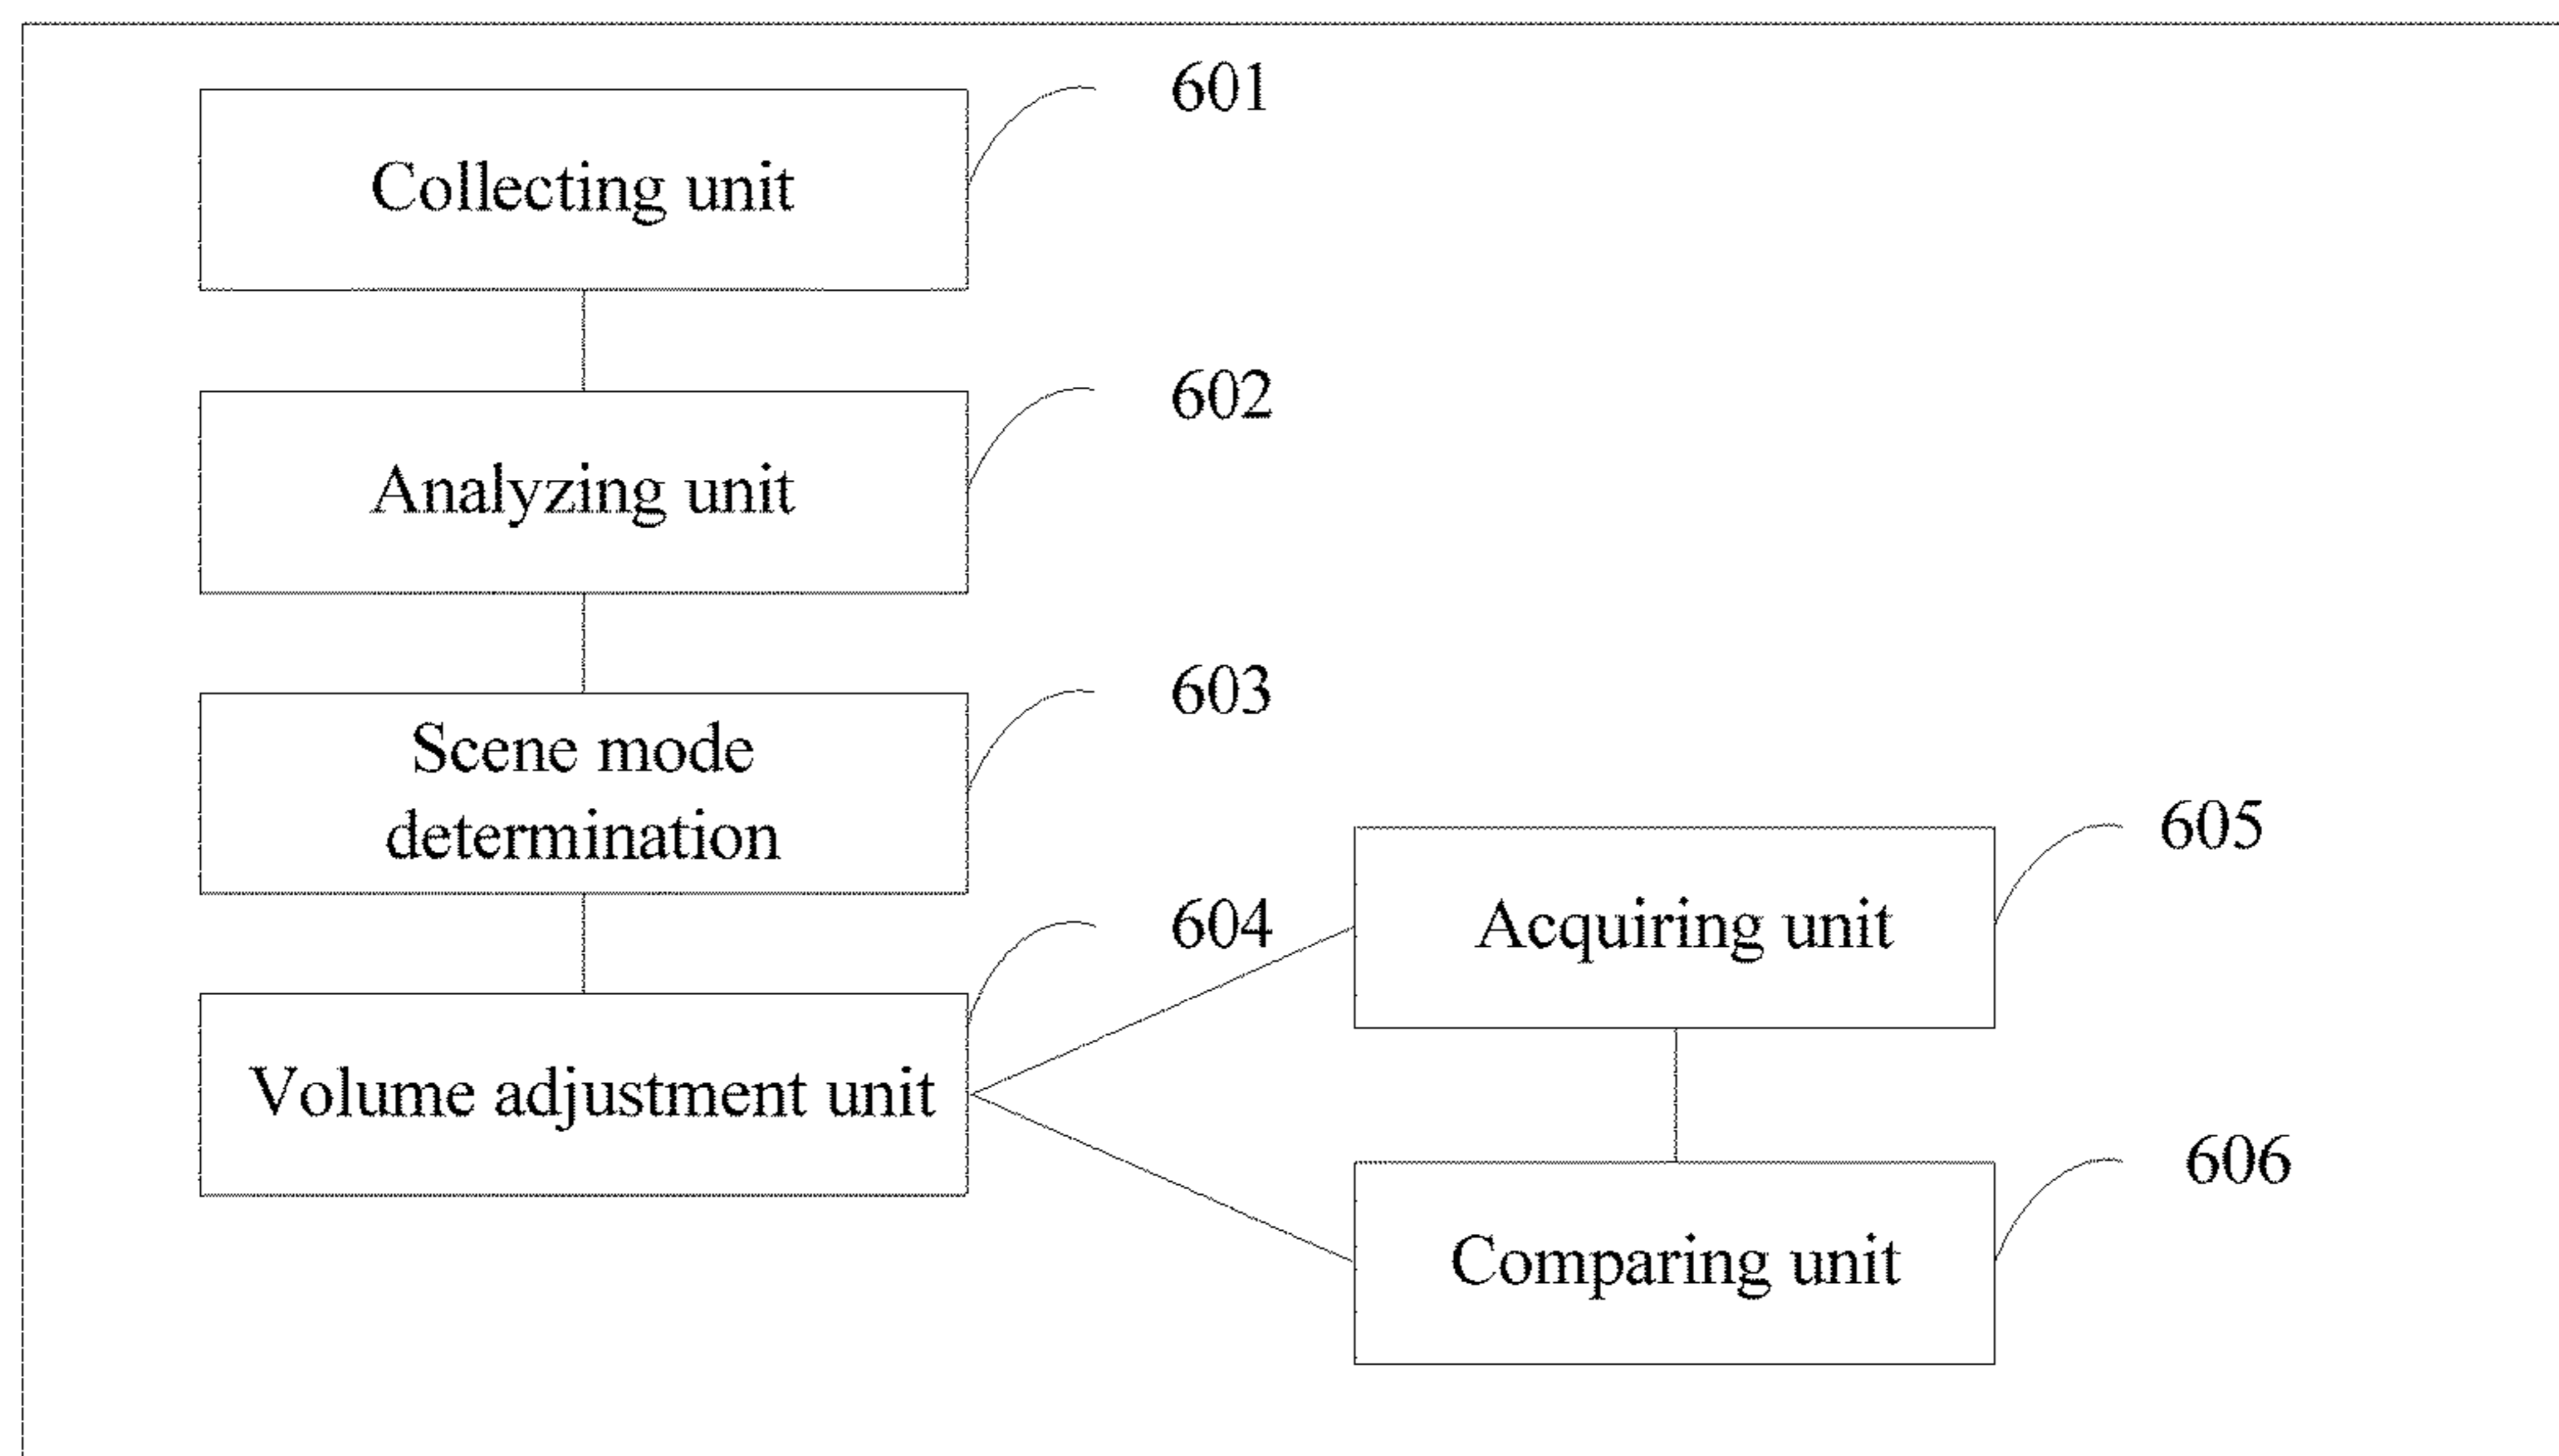 601
Collecting unit
602
Analyzing unit
603
Scene mode
determination
604
Volume adjustment unit
605
Acquiring unit
606
Comparing unit